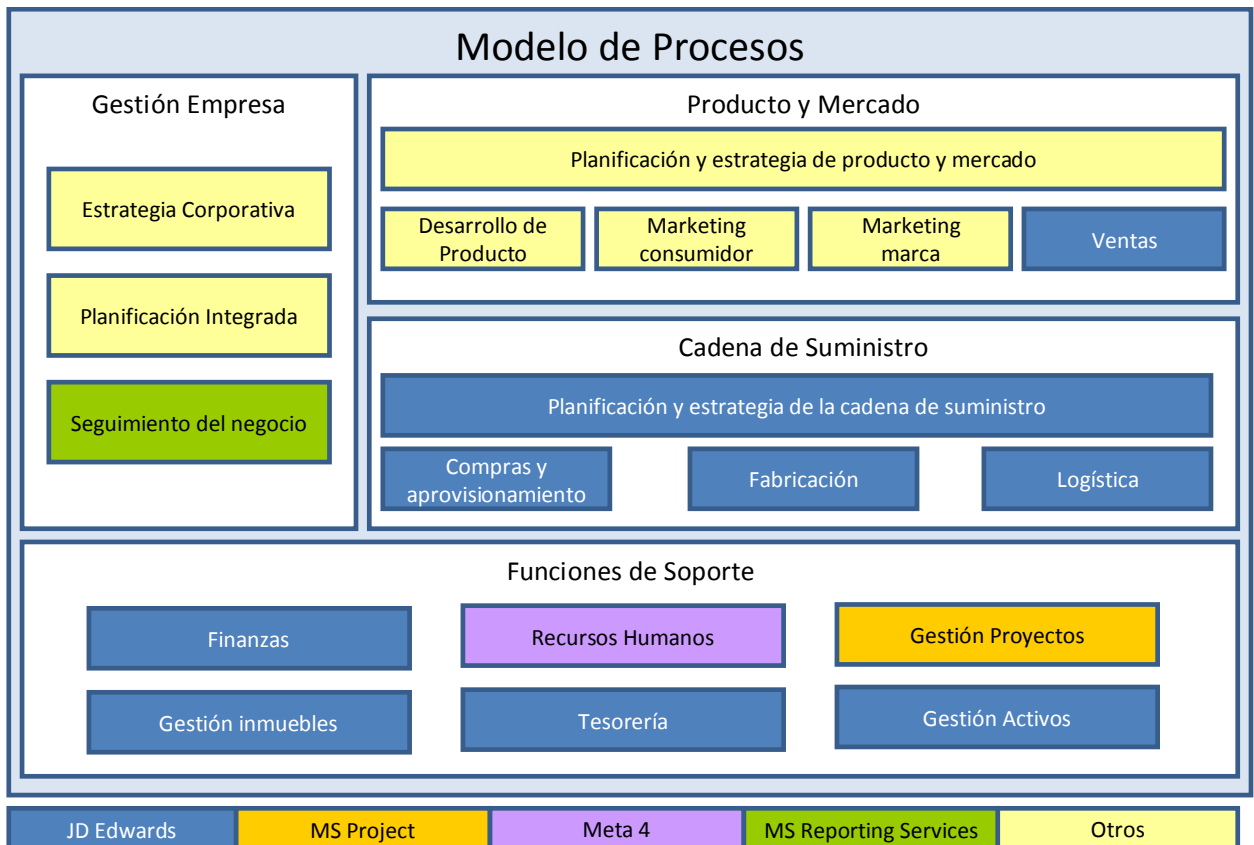 Modelo de Procesos
Gestión Empresa
Estrategia Corporativa
Planificación Integrada
Seguimiento del negocio
Producto y Mercado
Planificación y estrategia de producto y mercado
Desarrollo de
Producto
Marketing
consumidor
Marketing
marca
Ventas
Cadena de Suministro
Planificación y estrategia de la cadena de suministro
Compras y
aprovisionamiento
Fabricación
Logística
Funciones de Soporte
Finanzas
Recursos Humanos
Gestión Proyectos
Gestión inmuebles
Tesorería
Gestión Activos
JD Edwards
MS Project
Meta 4
MS Reporting Services
Otros